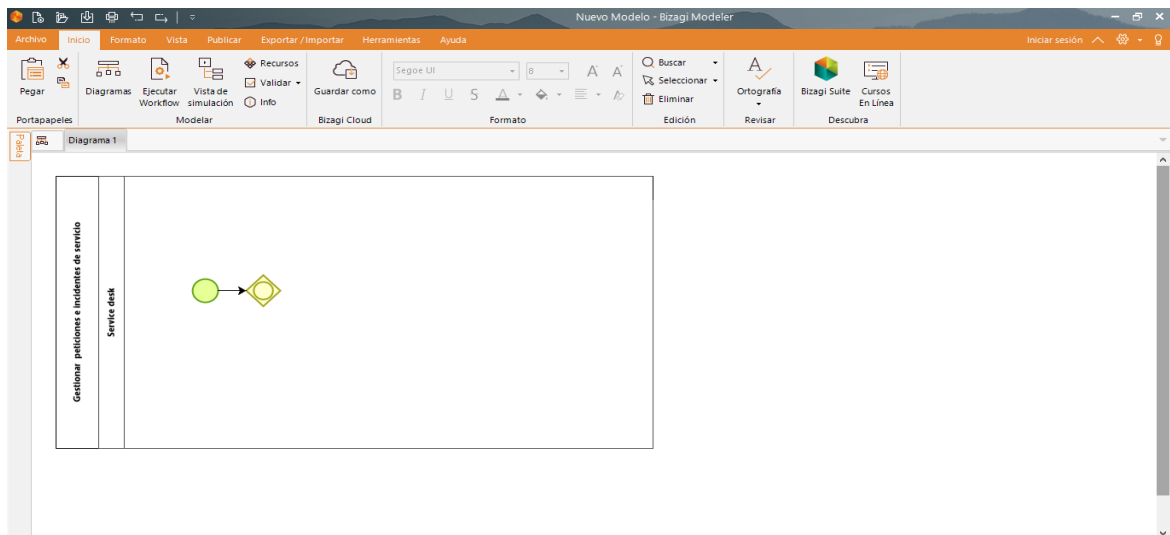 Nuevo Modelo - Bizagi Modeler
Archivo Inicio Formato Vista Publicar Exportar / Importar Herramientas Ayuda Iniciar sesión
Pegar
Portapapeles
Diagramas
Ejecutar
Workflow
Vista de
simulación
Recursos
Validar
Info
Modelar
Guardar como
Bizagi Cloud
Segoe UI 8 A A
B I U S A
Formato
Buscar
Seleccionar
Eliminar
Edición
A
Ortografía
Revisar
Bizagi Suite
Cursos
En Línea
Descubra
Paleta
Diagrama 1
Gestionar peticiones e incidentes de servicio
Service desk